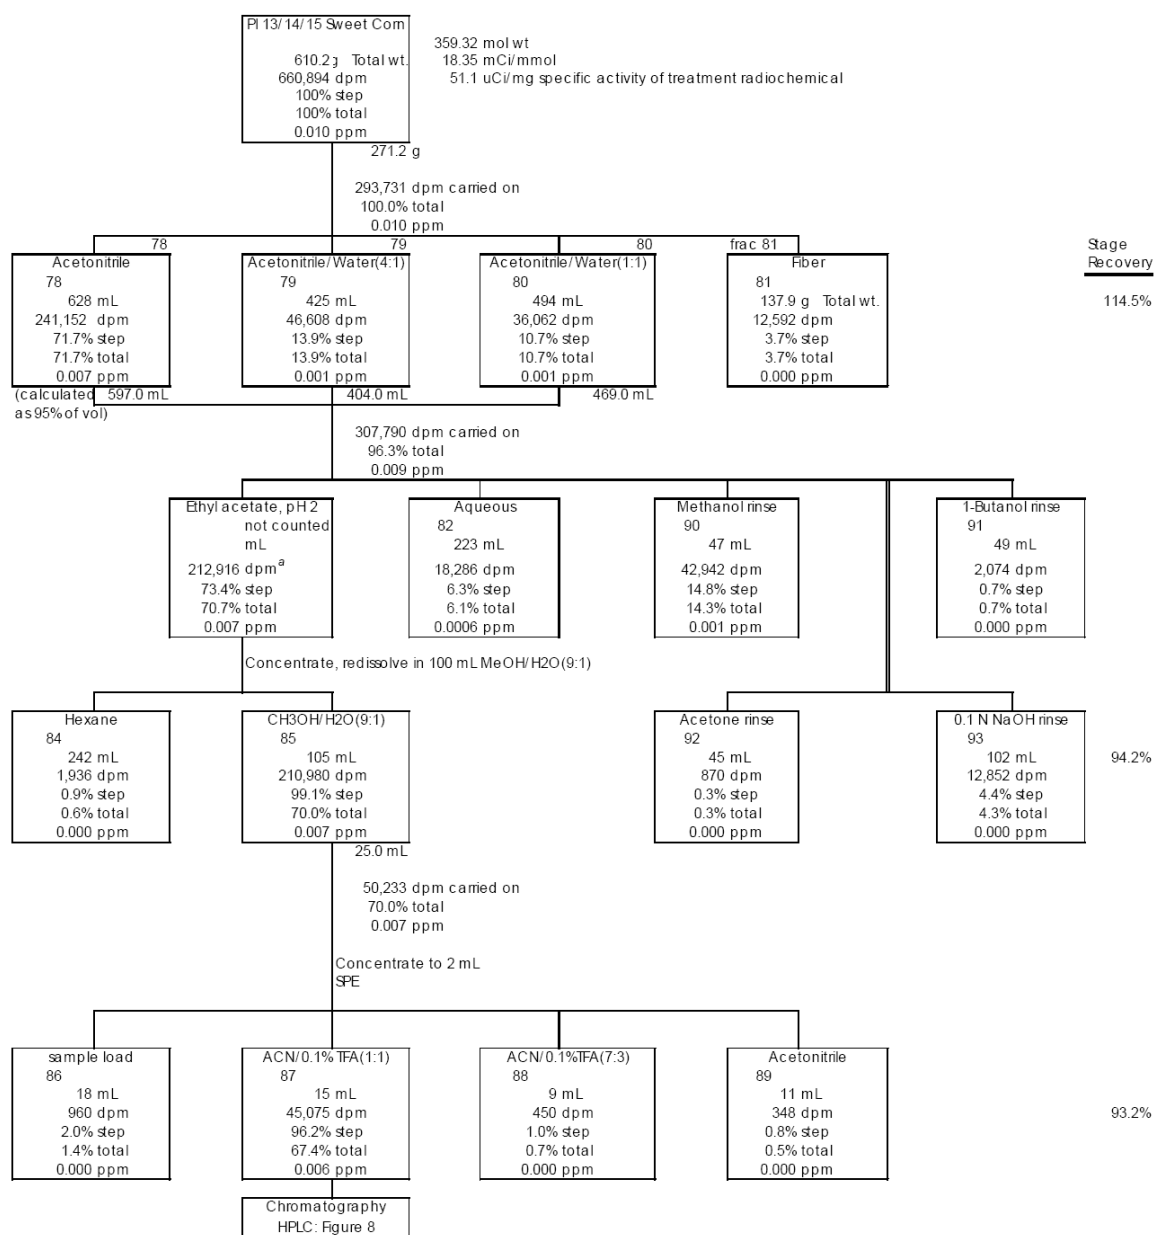 PI 13/14/15 Sweet Corn
610.2g Total wt.
660,894 dpm
100% step
100% total
0.010 ppm
359.32 mol wt
18.35 mCi/mmol
51.1 uCi/mg specific activity of treatment radiochemical
271.2 g
293,731 dpm carried on
100.0% total
0.010 ppm
78
79
80
frac 81
Stage
Recovery
Acetonitrile
78
628 mL
241,152 dpm
71.7% step
71.7% total
0.007 ppm
Acetonitrile/Water(4:1)
79
425 mL
46,608 dpm
13.9% step
13.9% total
0.001 ppm
Acetonitrile/Water(1:1)
80
494 mL
36,062 dpm
10.7% step
10.7% total
0.001 ppm
Fiber
81
137.9 g Total wt.
12,592 dpm
3.7% step
3.7% total
0.000 ppm
114.5%
(calculated 597.0 mL
as 95% of vol)
404.0 mL
469.0 mL
307,790 dpm carried on
96.3% total
0.009 ppm
Ethyl acetate, pH 2
not counted
mL
212,916 dpm a
73.4% step
70.7% total
0.007 ppm
Aqueous
82
223 mL
18,286 dpm
6.3% step
6.1% total
0.0006 ppm
Methanol rinse
90
47 mL
42,942 dpm
14.8% step
14.3% total
0.001 ppm
1-Butanol rinse
91
49 mL
2,074 dpm
0.7% step
0.7% total
0.000 ppm
Concentrate, redissolve in 100 mL MeOH/H2O(9:1)
Hexane
84
242 mL
1,936 dpm
0.9% step
0.6% total
0.000 ppm
CH3OH/H2O(9:1)
85
105 mL
210,980 dpm
99.1% step
70.0% total
0.007 ppm
Acetone rinse
92
45 mL
870 dpm
0.3% step
0.3% total
0.000 ppm
0.1 N NaOH rinse
93
102 mL
12,852 dpm
4.4% step
4.3% total
0.000 ppm
94.2%
25.0 mL
50,233 dpm carried on
70.0% total
0.007 ppm
Concentrate to 2 mL
SPE
sample load
86
18 mL
960 dpm
2.0% step
1.4% total
0.000 ppm
ACN/0.1% TFA(1:1)
87
15 mL
45,075 dpm
96.2% step
67.4% total
0.006 ppm
ACN/0.1%TFA(7:3)
88
9 mL
450 dpm
1.0% step
0.7% total
0.000 ppm
Acetonitrile
89
11 mL
348 dpm
0.8% step
0.5% total
0.000 ppm
93.2%
Chromatography
HPLC: Figure 8